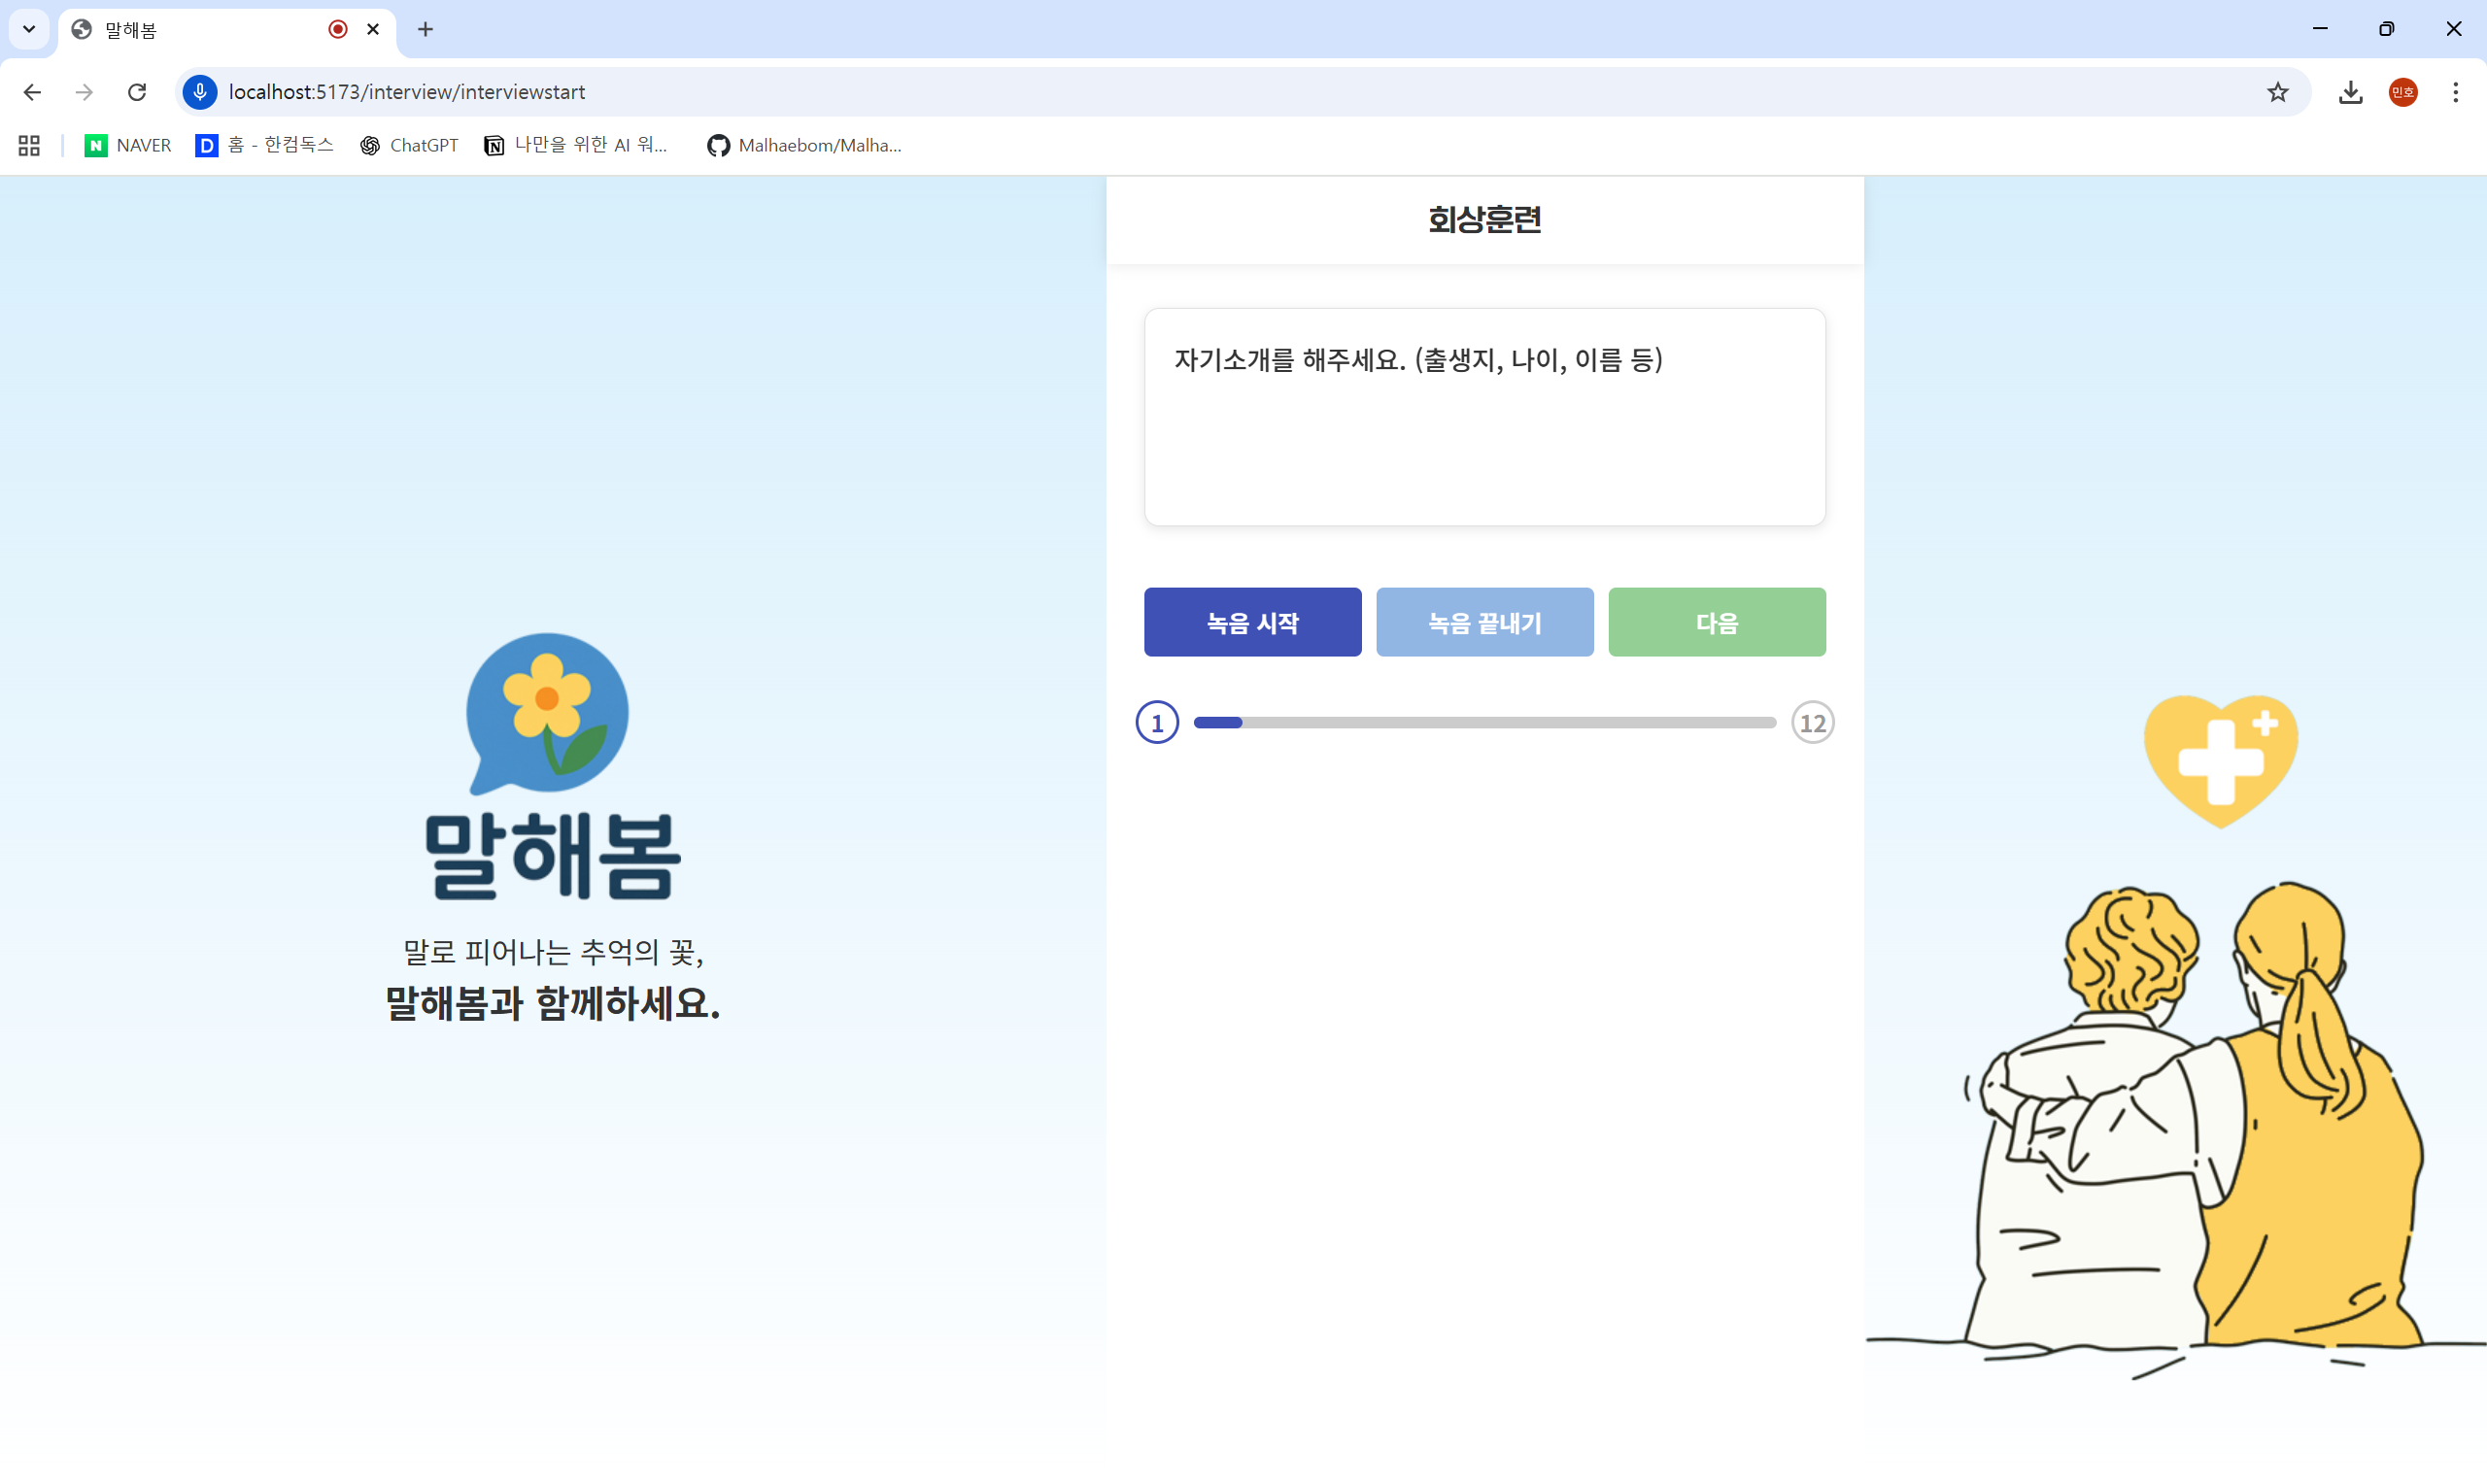 말해봄
localhost:5173/interview/interviewstart
민호
NAVER
홈 - 한컴독스
ChatGPT
나만을 위한 AI 워...
Malhaebom/Malha...
회상훈련
자기소개를 해주세요. (출생지, 나이, 이름 등)
녹음 시작
녹음 끝내기
다음
1
12
말해봄
말로 피어나는 추억의 꽃,
말해봄과 함께하세요.